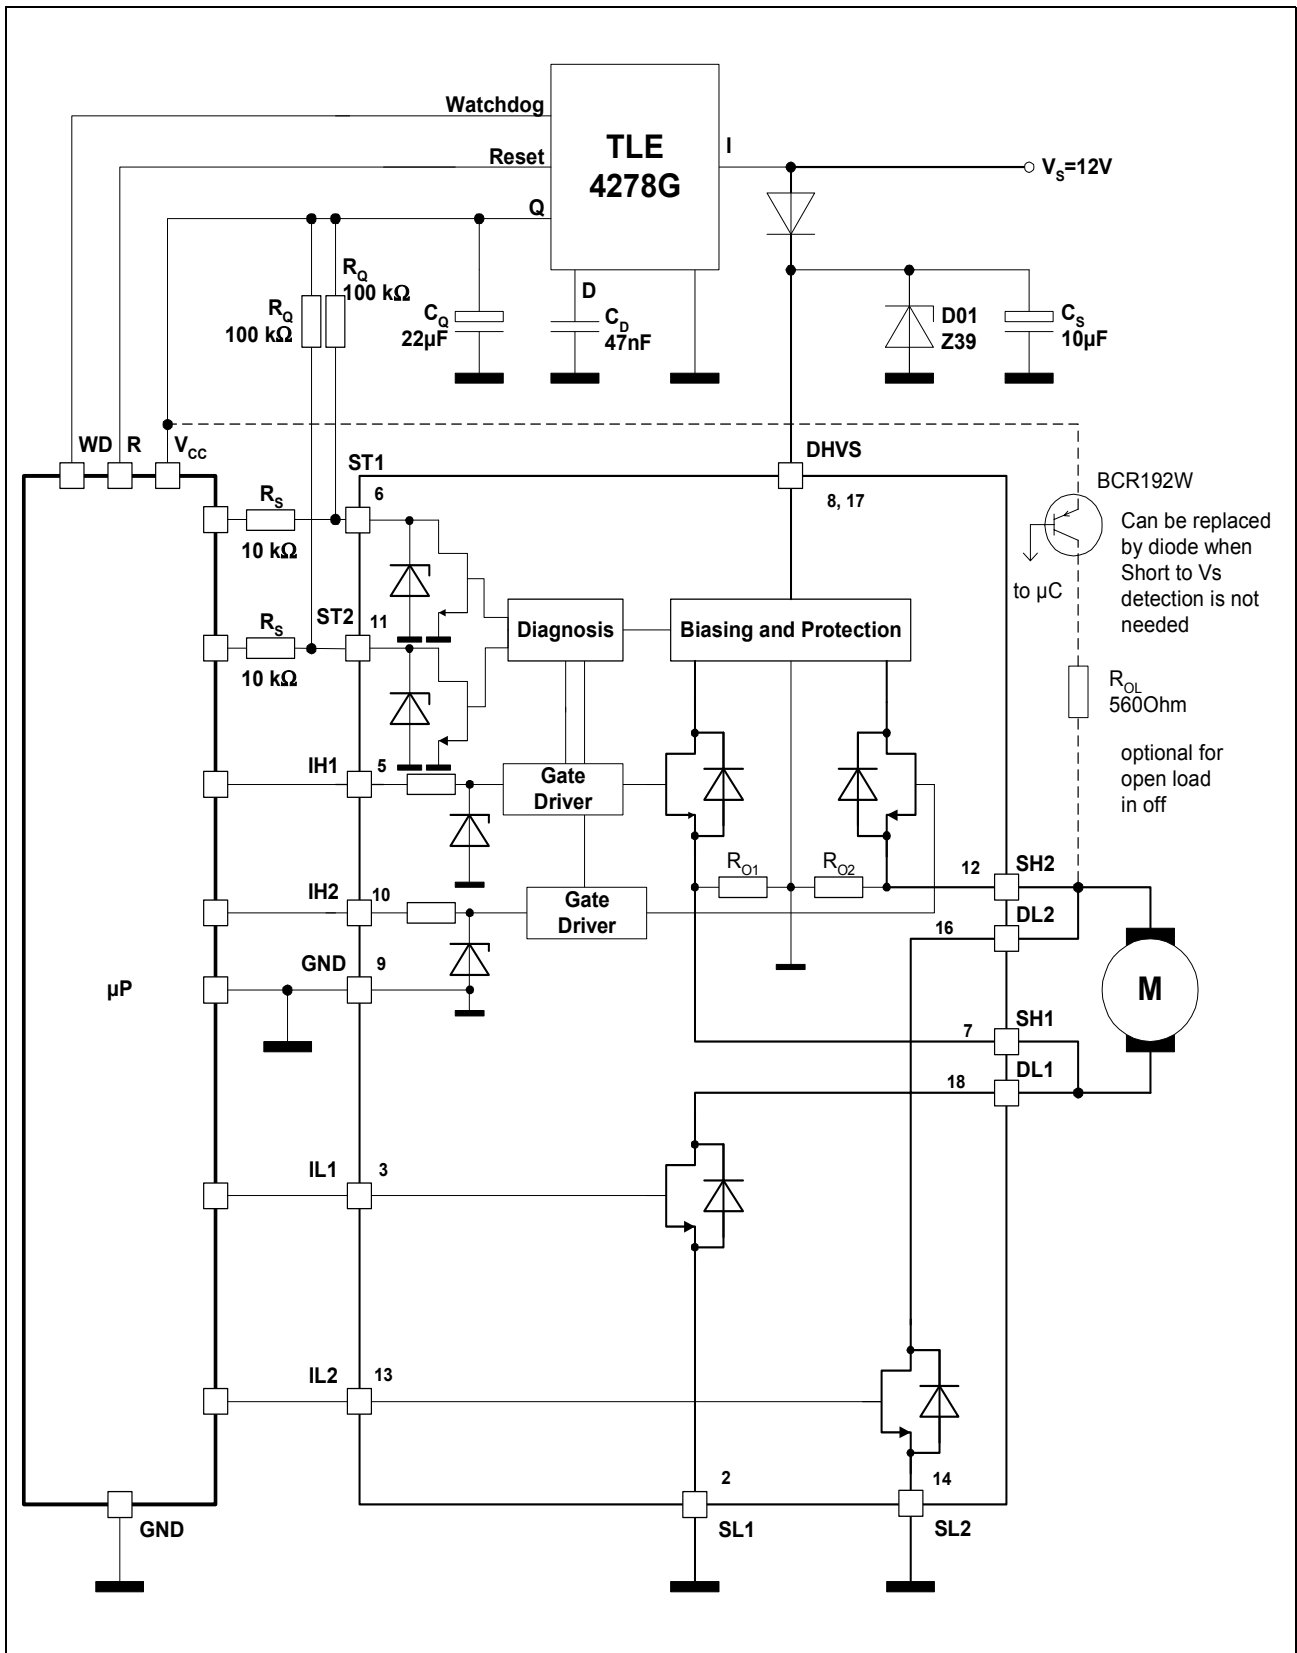 Watchdog
TLE
4278G
I
Reset
V_S=12V
Q
D
R_Q
100 kΩ
R_Q
100 kΩ
C_Q
22µF
C_D
47nF
D01
Z39
C_S
10µF
WD
R
V_CC
ST1
6
DHVS
8, 17
BCR192W
Can be replaced
by diode when
Short to Vs
detection is not
needed
to µC
R_S
10 kΩ
ST2
11
R_S
10 kΩ
Diagnosis
Biasing and Protection
R_OL
560Ohm
optional for
open load
in off
IH1
5
Gate
Driver
R_O1
R_O2
12
SH2
IH2
10
Gate
Driver
16
DL2
GND
9
µP
M
7
SH1
18
DL1
IL1
3
IL2
13
2
14
GND
SL1
SL2